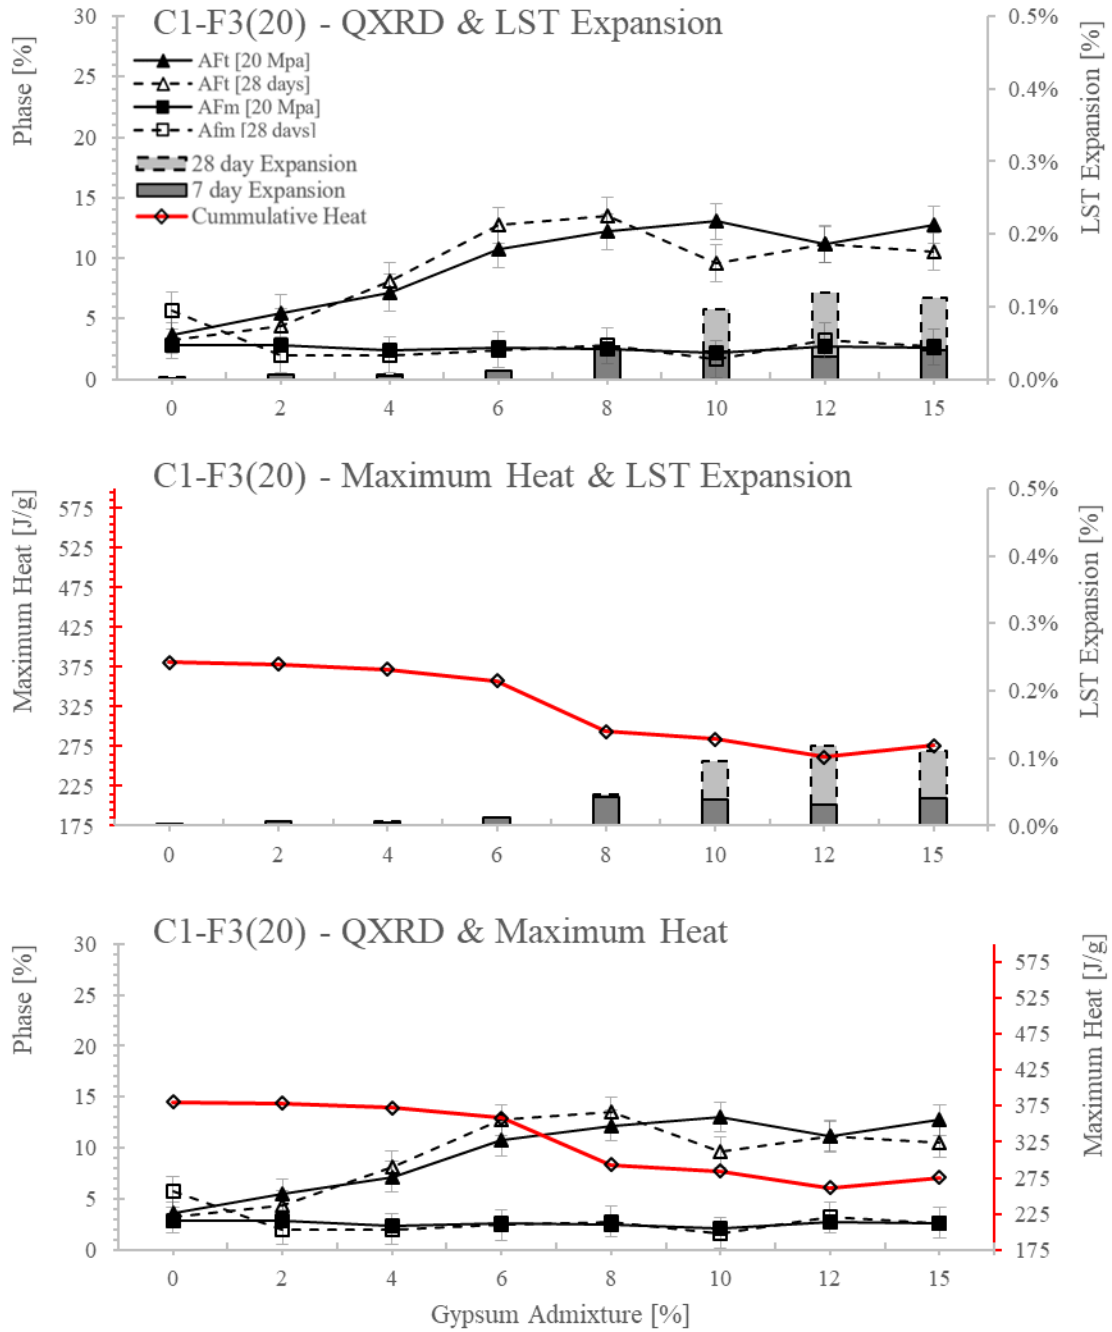 C1-F3(20) - QXRD & LST Expansion
Phase [%]
30
25
20
15
10
5
0
AFt [20 Mpa]
AFt [28 days]
AFm [20 Mpa]
Afm [28 days]
28 day Expansion
7 day Expansion
Cummulative Heat
LST Expansion [%]
0.5%
0.4%
0.3%
0.2%
0.1%
0.0%
0 2 4 6 8 10 12 15
C1-F3(20) - Maximum Heat & LST Expansion
Maximum Heat [J/g]
575
525
475
425
375
325
275
225
175
LST Expansion [%]
0.5%
0.4%
0.3%
0.2%
0.1%
0.0%
0 2 4 6 8 10 12 15
C1-F3(20) - QXRD & Maximum Heat
Phase [%]
30
25
20
15
10
5
0
Maximum Heat [J/g]
575
525
475
425
375
325
275
225
175
0 2 4 6 8 10 12 15
Gypsum Admixture [%]